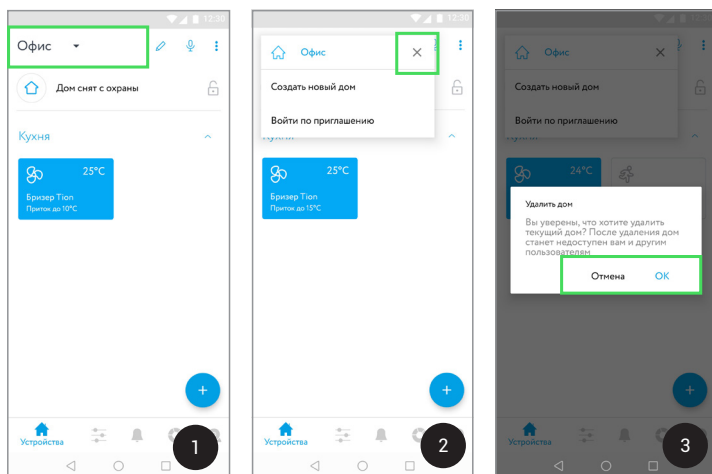 12:30
Офис
Дом снят с охраны
Кухня
25°C
Бризер Tion
Приток до 10°C
+
Устройства
1
12:30
Офис
Создать новый дом
Войти по приглашению
25°C
Бризер Tion
Приток до 15°C
+
Устройства
2
12:30
Офис
Создать новый дом
Войти по приглашению
24°C
Удалить дом
Вы уверены, что хотите удалить
текущий дом? После удаления дом
станет недоступен вам и другим
пользователям
Отмена OK
+
Устройства
3